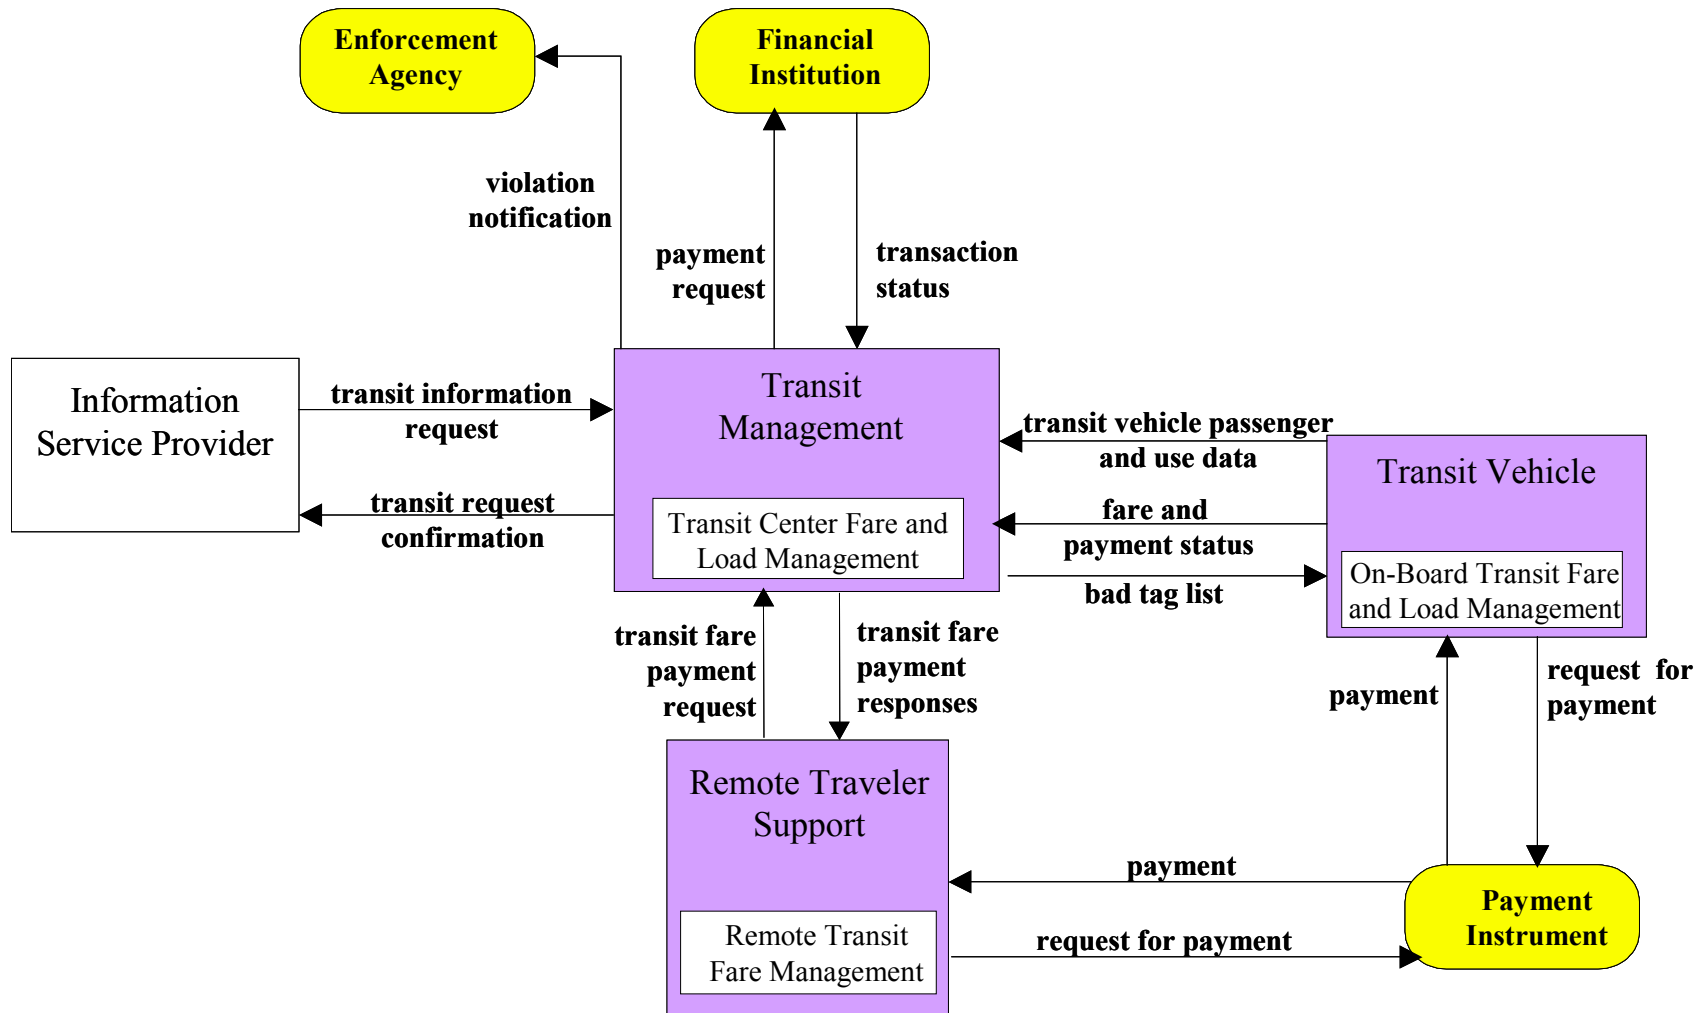 Enforcement
Agency
Financial
Institution
violation
notification
payment
request
transaction
status
Information
Service Provider
transit information
request
transit request
confirmation
Transit
Management
Transit Center Fare and
Load Management
transit vehicle passenger
and use data
fare and
payment status
bad tag list
Transit Vehicle
On-Board Transit Fare
and Load Management
transit fare
payment
request
transit fare
payment
responses
payment
request for
payment
Remote Traveler
Support
Remote Transit
Fare Management
payment
request for payment
Payment
Instrument